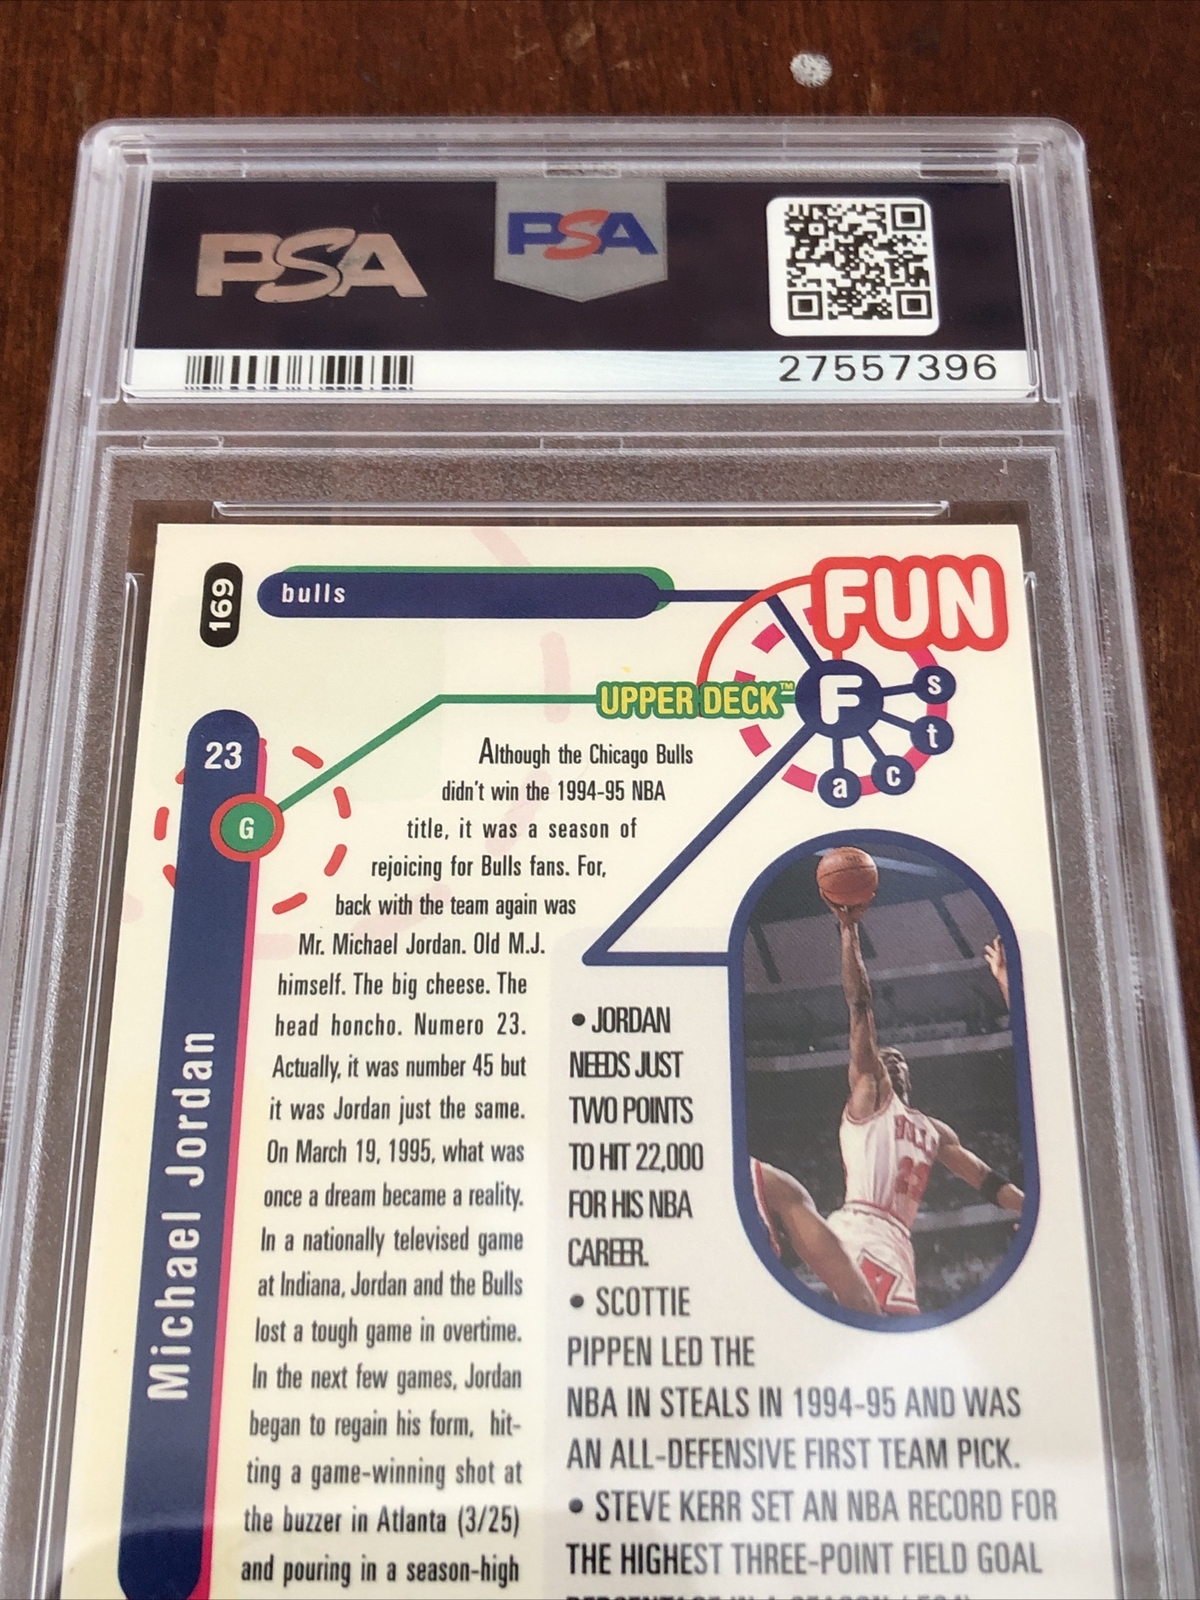 PSA
PSA
27557396
169
bulls
FUN
UPPER DECK™
F
s
t
c
a
23
G
Michael Jordan
Although the Chicago Bulls
didn't win the 1994-95 NBA
title, it was a season of
rejoicing for Bulls fans. For,
back with the team again was
Mr. Michael Jordan. Old M.J.
himself. The big cheese. The
head honcho. Numero 23.
Actually, it was number 45 but
it was Jordan just the same.
On March 19, 1995, what was
once a dream became a reality.
In a nationally televised game
at Indiana, Jordan and the Bulls
lost a tough game in overtime.
In the next few games, Jordan
began to regain his form, hit-
ting a game-winning shot at
the buzzer in Atlanta (3/25)
and pouring in a season-high
• JORDAN
NEEDS JUST
TWO POINTS
TO HIT 22,000
FOR HIS NBA
CAREER.
• SCOTTIE
PIPPEN LED THE
NBA IN STEALS IN 1994-95 AND WAS
AN ALL-DEFENSIVE FIRST TEAM PICK.
• STEVE KERR SET AN NBA RECORD FOR
THE HIGHEST THREE-POINT FIELD GOAL
BULLS
23